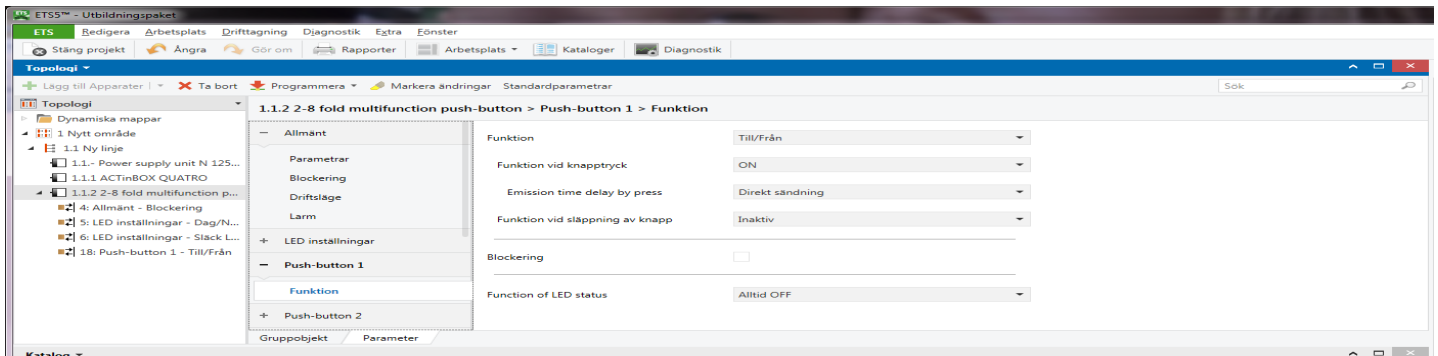 ETS5™ - Utbildningspaket
ETS Redigera Arbetsplats Drifttagning Diagnostik Extra Fönster
Stäng projekt Ångra Gör om Rapporter Arbetsplats Kataloger Diagnostik
Topologi
Lägg till Apparater Ta bort Programmera Markera ändringar Standardparametrar Sök
Topologi
Dynamiska mappar
1 Nytt område
1.1 Ny linje
1.1.- Power supply unit N 125...
1.1.1 ACTinBOX QUATRO
1.1.2 2-8 fold multifunction p...
4: Allmänt - Blockering
5: LED inställningar - Dag/N...
6: LED inställningar - Släck L...
18: Push-button 1 - Till/Från
1.1.2 2-8 fold multifunction push-button > Push-button 1 > Funktion
Allmänt
Parametrar
Blockering
Driftsläge
Larm
LED inställningar
Push-button 1
Funktion
Push-button 2
Funktion Till/Från
Funktion vid knapptryck ON
Emission time delay by press Direkt sändning
Funktion vid släppning av knapp Inaktiv
Blockering
Function of LED status Alltid OFF
Gruppobjekt Parameter
Katalog